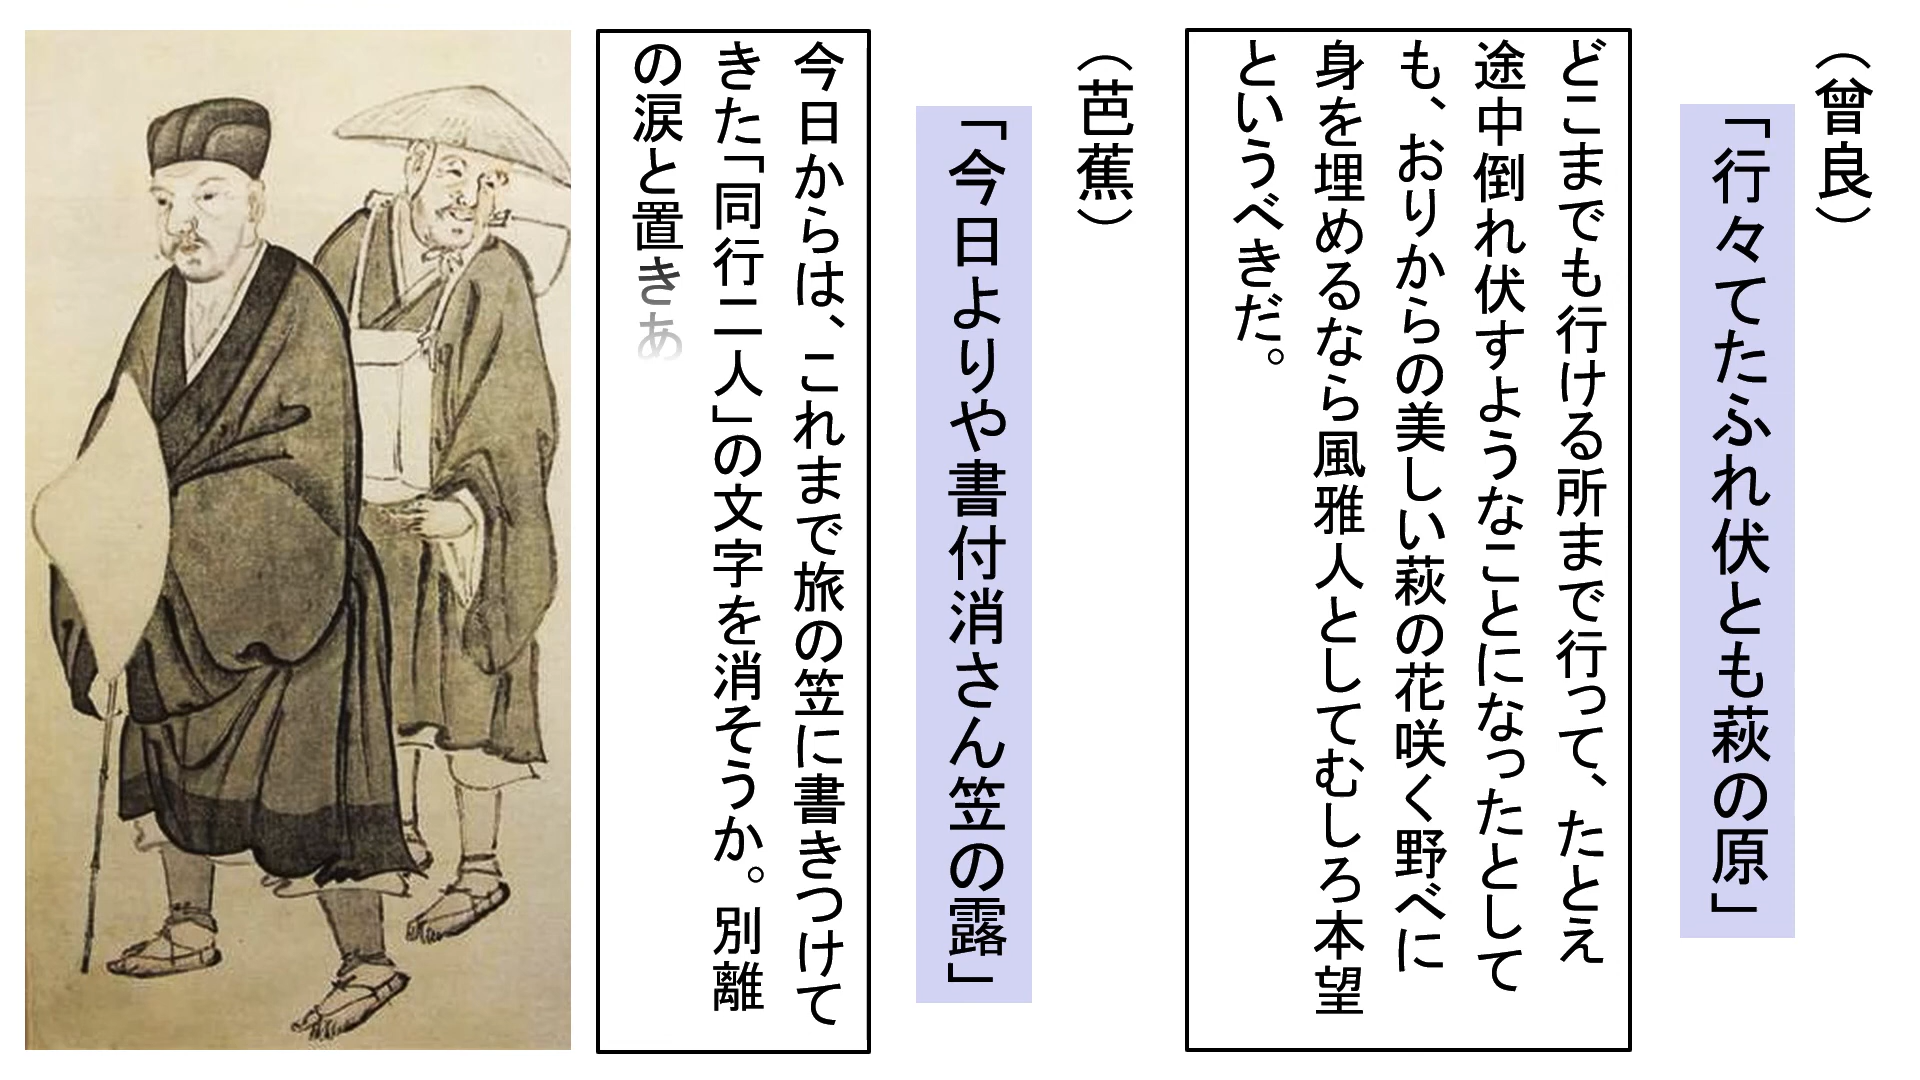 （曾良）
「行々てたふれ伏とも萩の原」
どこまでも行ける所まで行って、たとえ
途中倒れ伏すようなことになったとして
も、おりからの美しい萩の花咲く野べに
身を埋めるなら風雅人としてむしろ本望
というべきだ。
（芭蕉）
「今日よりや書付消さん笠の露」
今日からは、これまで旅の笠に書きつけて
きた「同行二人」の文字を消そうか。別離
の涙と置きあ